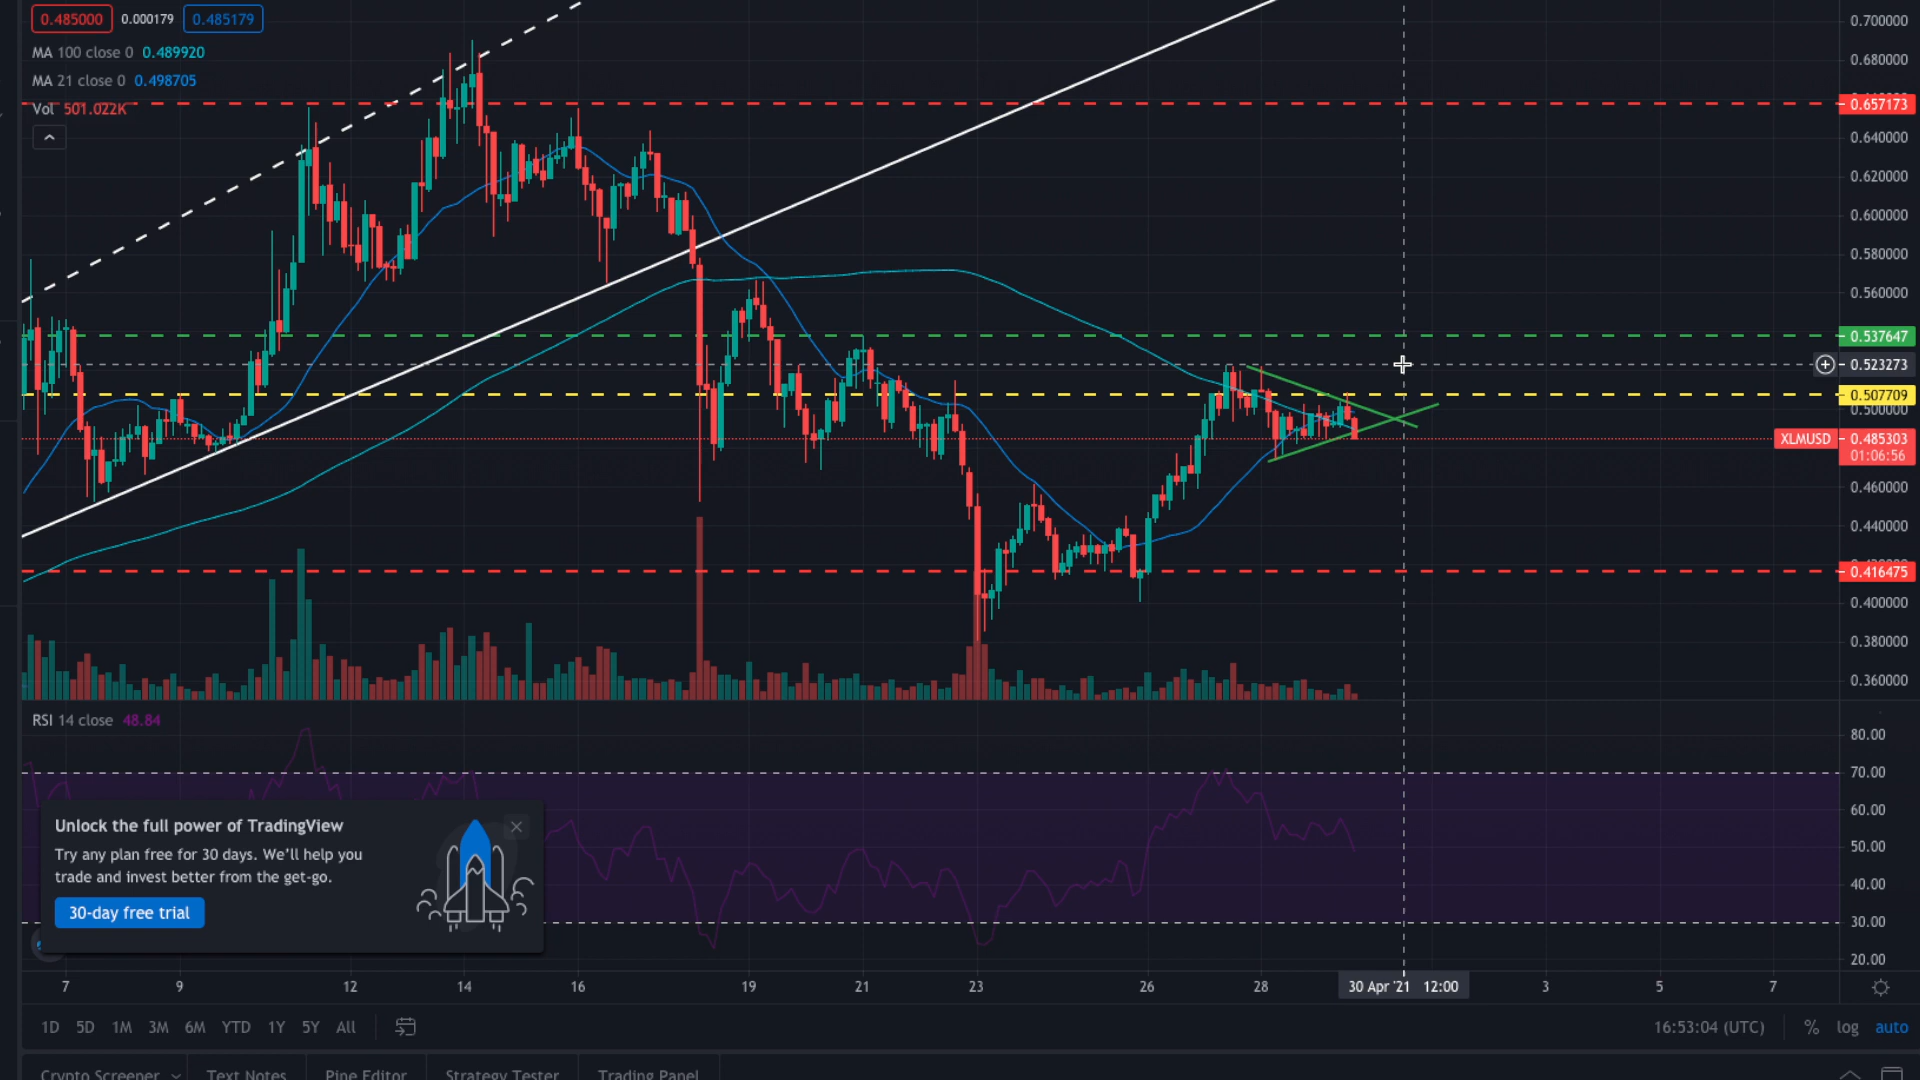 0.485000 0.000179 0.485179
MA 100 close 0 0.489920
MA 21 close 0 0.498705
Vol 501.022K
0.700000
0.680000
0.657173
0.640000
0.620000
0.600000
0.580000
0.560000
0.537647
0.523273
0.507709
0.500000
XLMUSD 0.485303
01:06:56
0.460000
0.440000
0.416475
0.400000
0.380000
0.360000
RSI 14 close 48.84
80.00
70.00
60.00
50.00
40.00
30.00
20.00
Unlock the full power of TradingView
Try any plan free for 30 days. We'll help you
trade and invest better from the get-go.
30-day free trial
7 9 12 14 16 19 21 23 26 28 30 Apr '21 12:00 3 5 7
1D 5D 1M 3M 6M YTD 1Y 5Y All 16:53:04 (UTC) % log auto
Crypto Screener Text Notes Pine Editor Strategy Tester Trading Panel